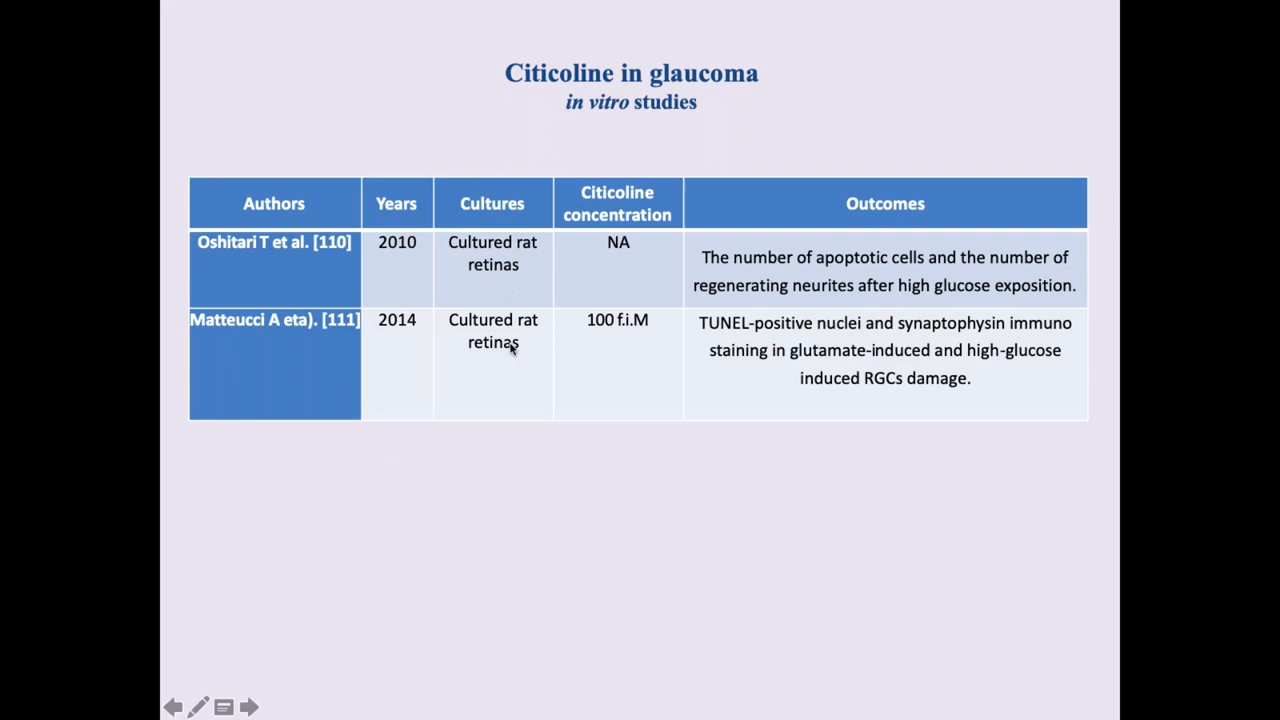 Citicoline in glaucoma
in vitro studies
Authors
Years
Cultures
Citicoline
concentration
Outcomes
Oshitari T et al. [110]
2010
Cultured rat
retinas
NA
The number of apoptotic cells and the number of
regenerating neurites after high glucose exposition.
Matteucci A eta). [111]
2014
Cultured rat
retinas
100 f.i.M
TUNEL-positive nuclei and synaptophysin immuno
staining in glutamate-induced and high-glucose
induced RGCs damage.